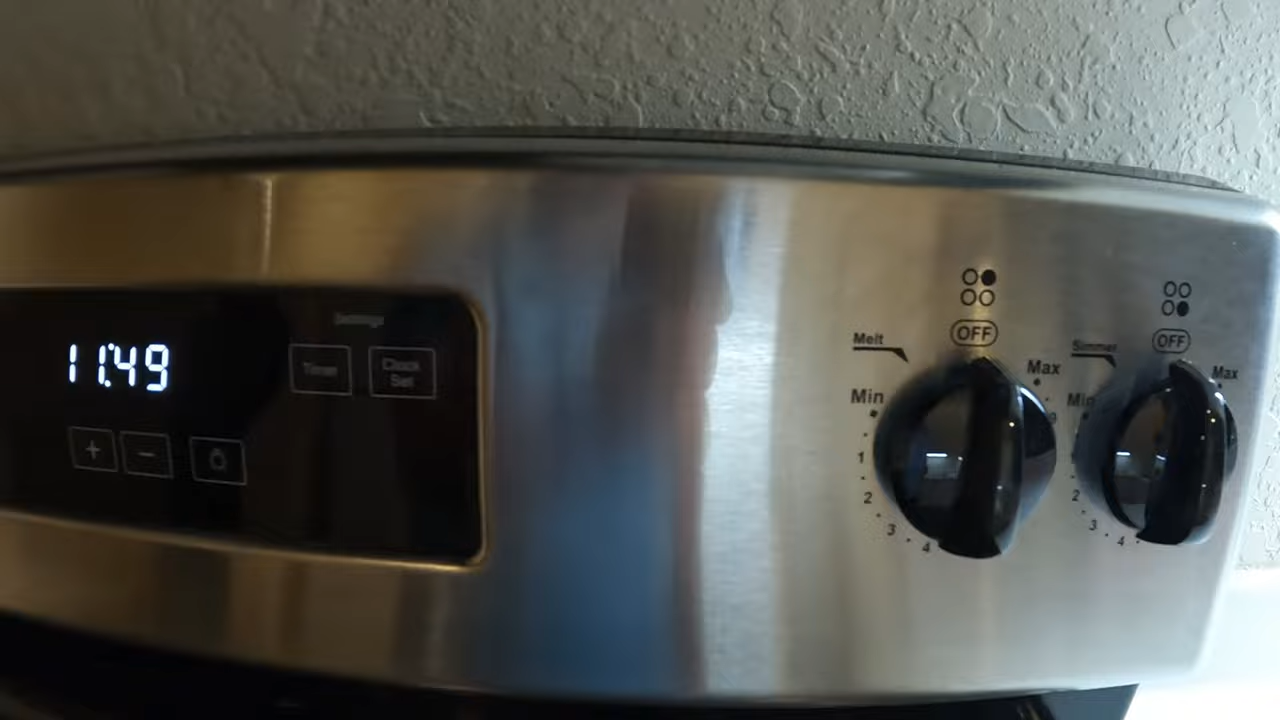 11:49
Settings
Timer
Clock
Set
+
-
OFF
Melt
Max
Min
9
1
2
3
4
OFF
Simmer
Max
Min
1
2
3
4